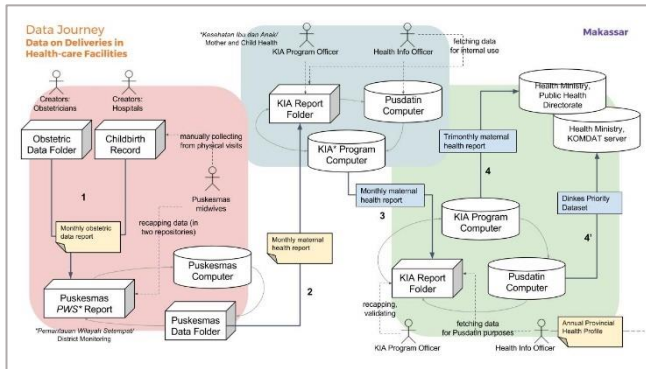 Data Journey
Data on Deliveries in
Health-care Facilities
Makassar
*Kesehatan Ibu dan Anak/
Mother and Child Health
KIA Program Officer
Health Info Officer
fetching data
for internal use
Creators:
Obstetricians
Creators:
Hospitals
Obstetric
Data Folder
Childbirth
Record
manually collecting
from physical visits
Puskesmas
midwives
1
recapping data (in
two repositories)
Monthly obstetric
data report
Puskesmas
PWS* Report
Puskesmas
Computer
Puskesmas
Data Folder
*Pemantauan Wilayah Setempat/
District Monitoring
2
Monthly maternal
health report
KIA Report
Folder
Pusdatin
Computer
KIA* Program
Computer
Monthly maternal
health report
3
Trimonthly maternal
health report
4
Health Ministry,
Public Health
Directorate
Health Ministry,
KOMDAT server
Dinkes Priority
Dataset
4'
KIA Program
Computer
KIA Report
Folder
Pusdatin
Computer
recapping,
validating
fetching data
for Pusdatin purposes
KIA Program Officer
Health Info Officer
Annual Provincial
Health Profile